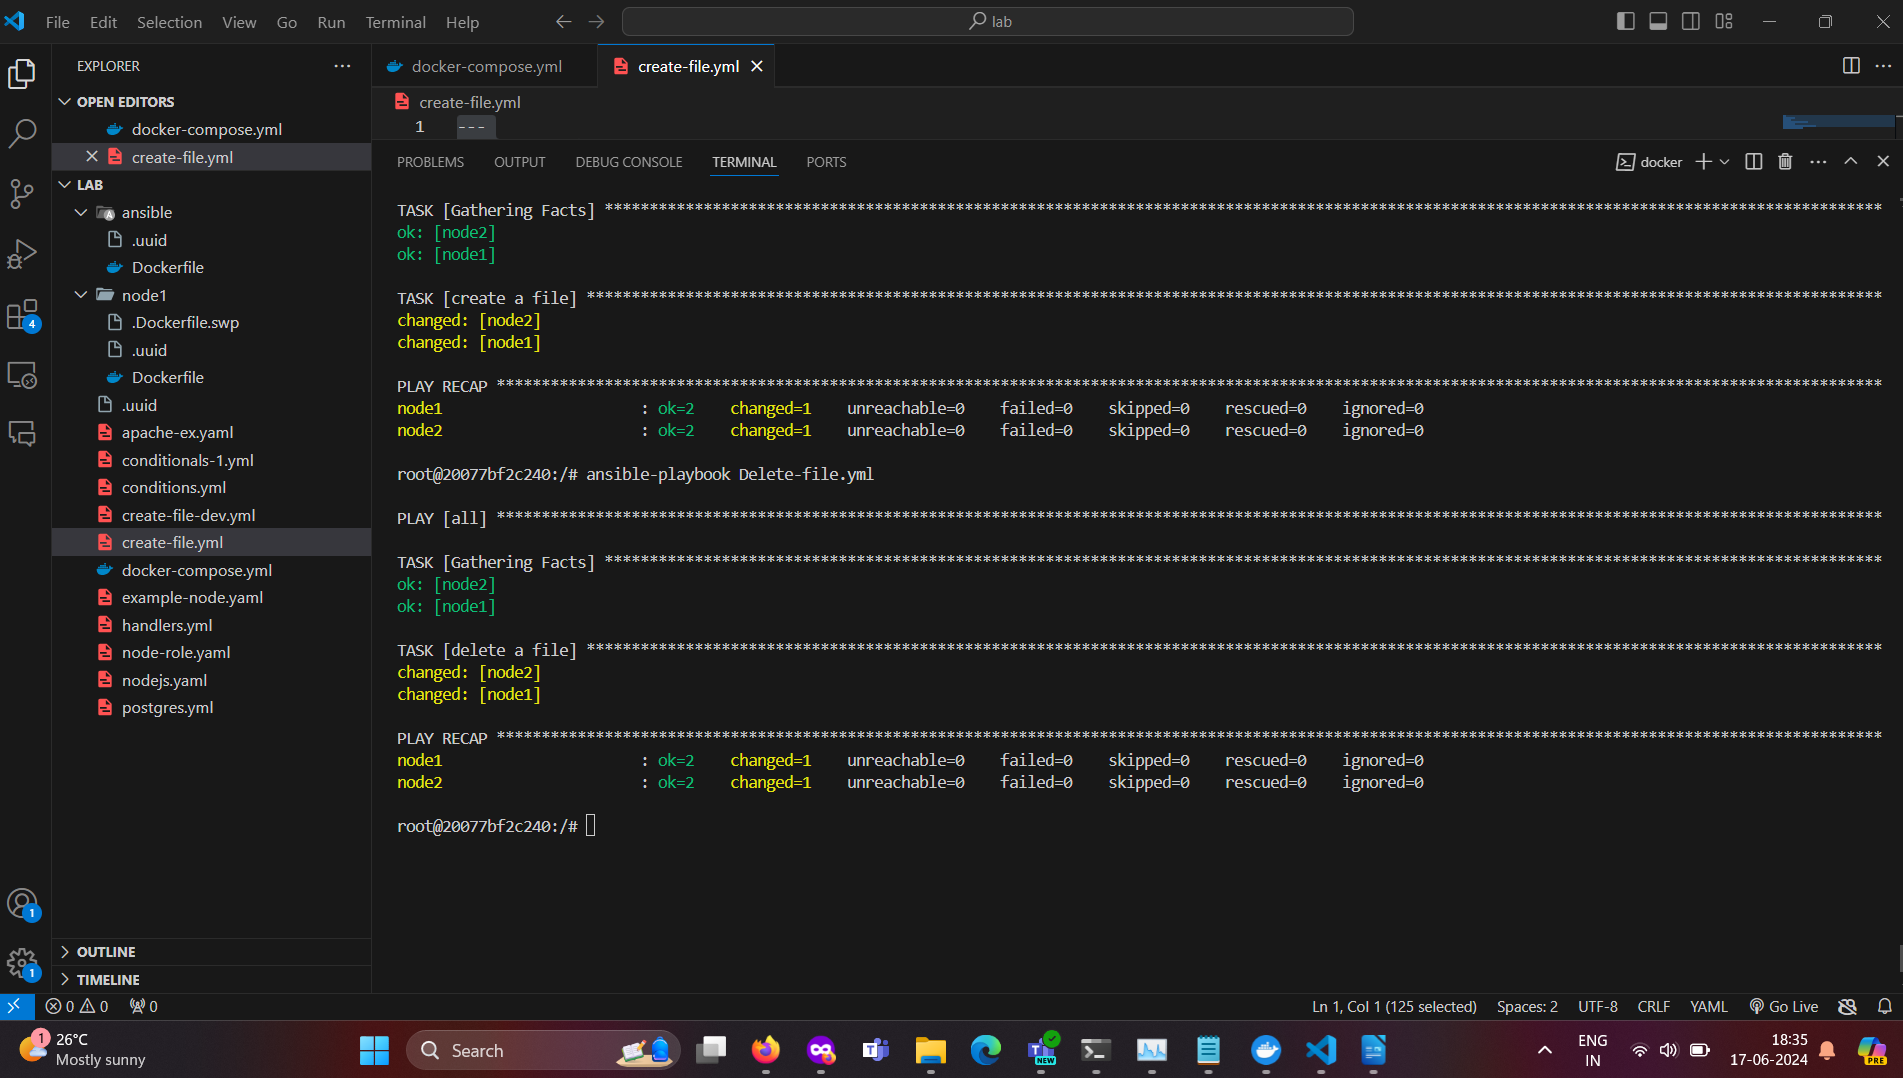 File Edit Selection View Go Run Terminal Help lab
EXPLORER
OPEN EDITORS
docker-compose.yml
create-file.yml
LAB
ansible
.uuid
Dockerfile
node1
.Dockerfile.swp
.uuid
Dockerfile
.uuid
apache-ex.yaml
conditionals-1.yml
conditions.yml
create-file-dev.yml
create-file.yml
docker-compose.yml
example-node.yaml
handlers.yml
node-role.yaml
nodejs.yaml
postgres.yml
OUTLINE
TIMELINE
4
1
1
docker-compose.yml create-file.yml
create-file.yml
1 ---
PROBLEMS OUTPUT DEBUG CONSOLE TERMINAL PORTS docker
TASK [Gathering Facts] ****************************************************************************************************************************************
ok: [node2]
ok: [node1]
TASK [create a file] ******************************************************************************************************************************************
changed: [node2]
changed: [node1]
PLAY RECAP ****************************************************************************************************************************************************
node1 : ok=2 changed=1 unreachable=0 failed=0 skipped=0 rescued=0 ignored=0
node2 : ok=2 changed=1 unreachable=0 failed=0 skipped=0 rescued=0 ignored=0
root@20077bf2c240:/# ansible-playbook Delete-file.yml
PLAY [all] ****************************************************************************************************************************************************
TASK [Gathering Facts] ****************************************************************************************************************************************
ok: [node2]
ok: [node1]
TASK [delete a file] ******************************************************************************************************************************************
changed: [node2]
changed: [node1]
PLAY RECAP ****************************************************************************************************************************************************
node1 : ok=2 changed=1 unreachable=0 failed=0 skipped=0 rescued=0 ignored=0
node2 : ok=2 changed=1 unreachable=0 failed=0 skipped=0 rescued=0 ignored=0
root@20077bf2c240:/#
0 0 0 Ln 1, Col 1 (125 selected) Spaces: 2 UTF-8 CRLF YAML Go Live
1 26°C
Mostly sunny
Search
NEW
ENG
IN
18:35
17-06-2024
PRE